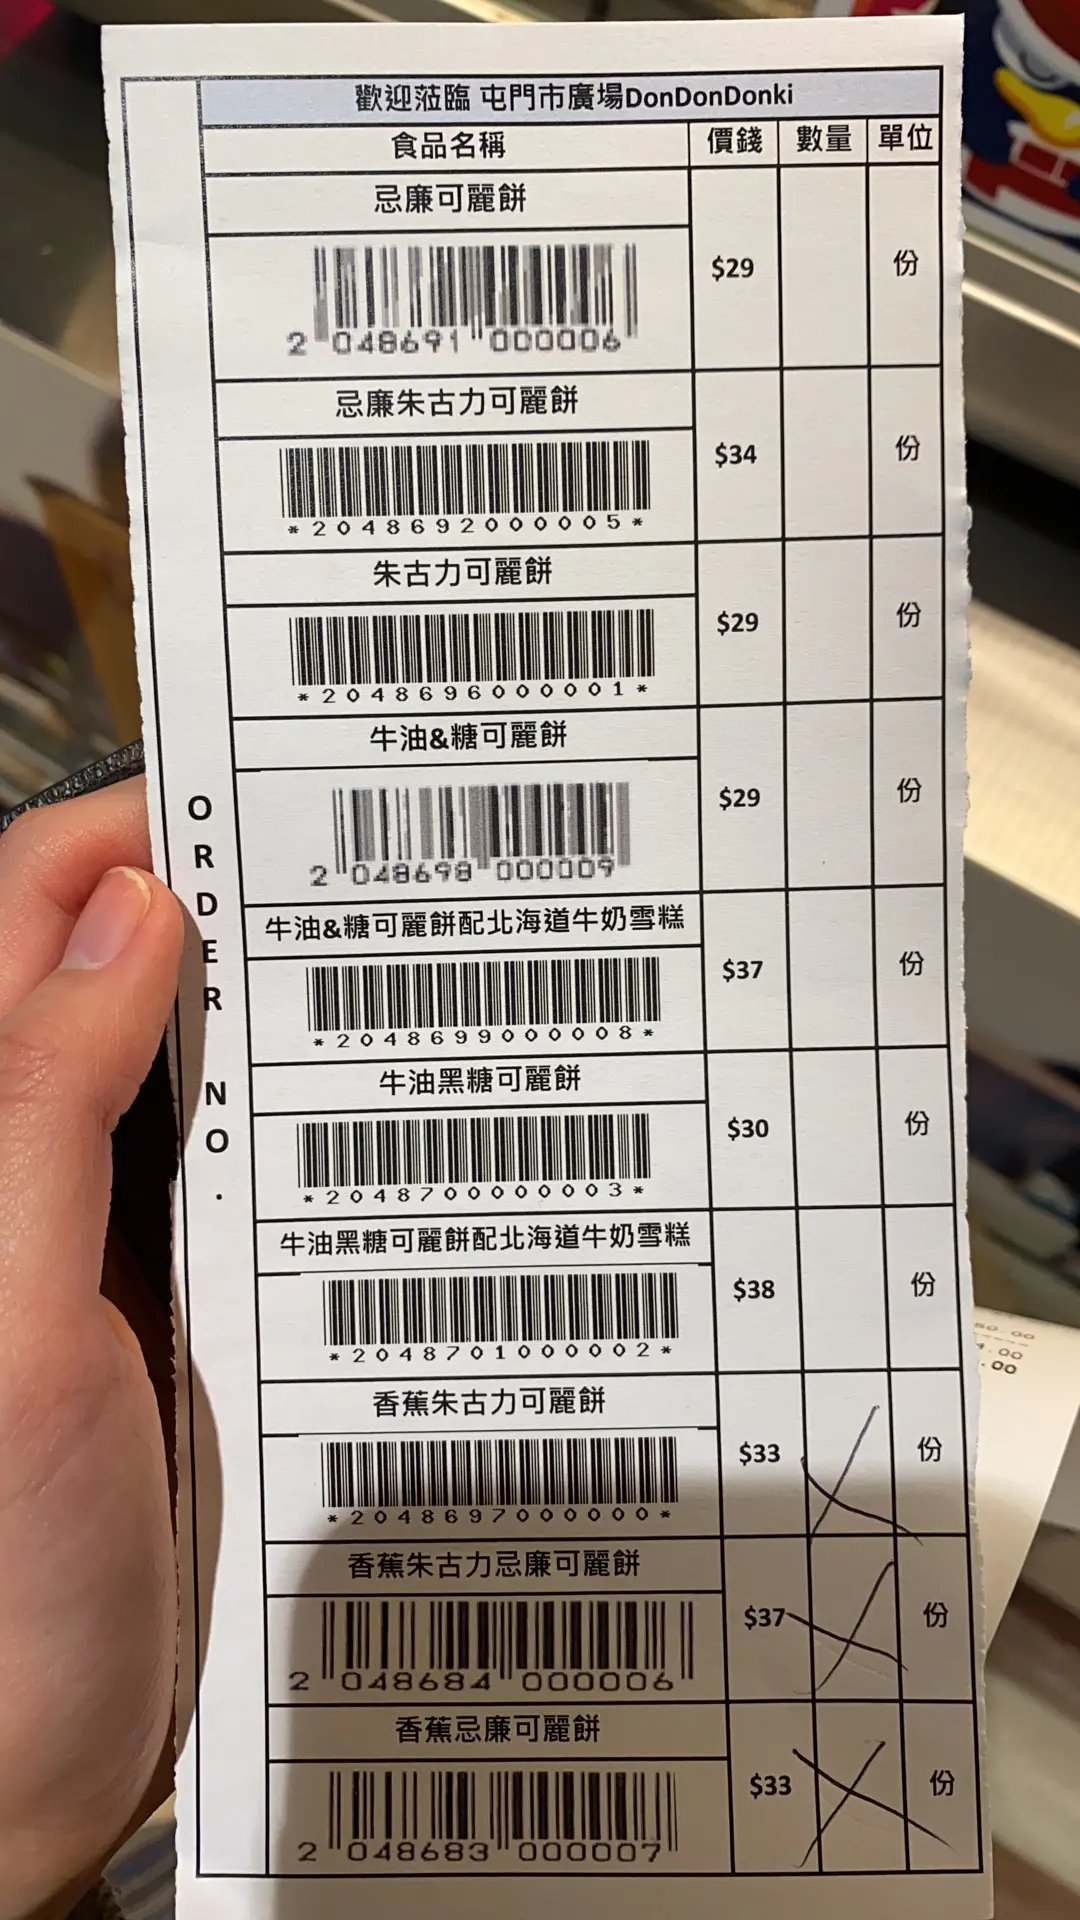 歡迎蒞臨 屯門市廣場DonDonDonki
食品名稱 價錢 數量 單位
忌廉可麗餅
2 048691 000006
$29 份
忌廉朱古力可麗餅
*2048692000005*
$34 份
朱古力可麗餅
*2048696000001*
$29 份
牛油&糖可麗餅
2 048698 000009
$29 份
牛油&糖可麗餅配北海道牛奶雪糕
*2048699000008*
$37 份
牛油黑糖可麗餅
*2048700000003*
$30 份
牛油黑糖可麗餅配北海道牛奶雪糕
*2048701000002*
$38 份
香蕉朱古力可麗餅
*2048697000000*
$33 份
香蕉朱古力忌廉可麗餅
2 048684 000006
$37 份
香蕉忌廉可麗餅
2 048683 000007
$33 份
ORDER NO.